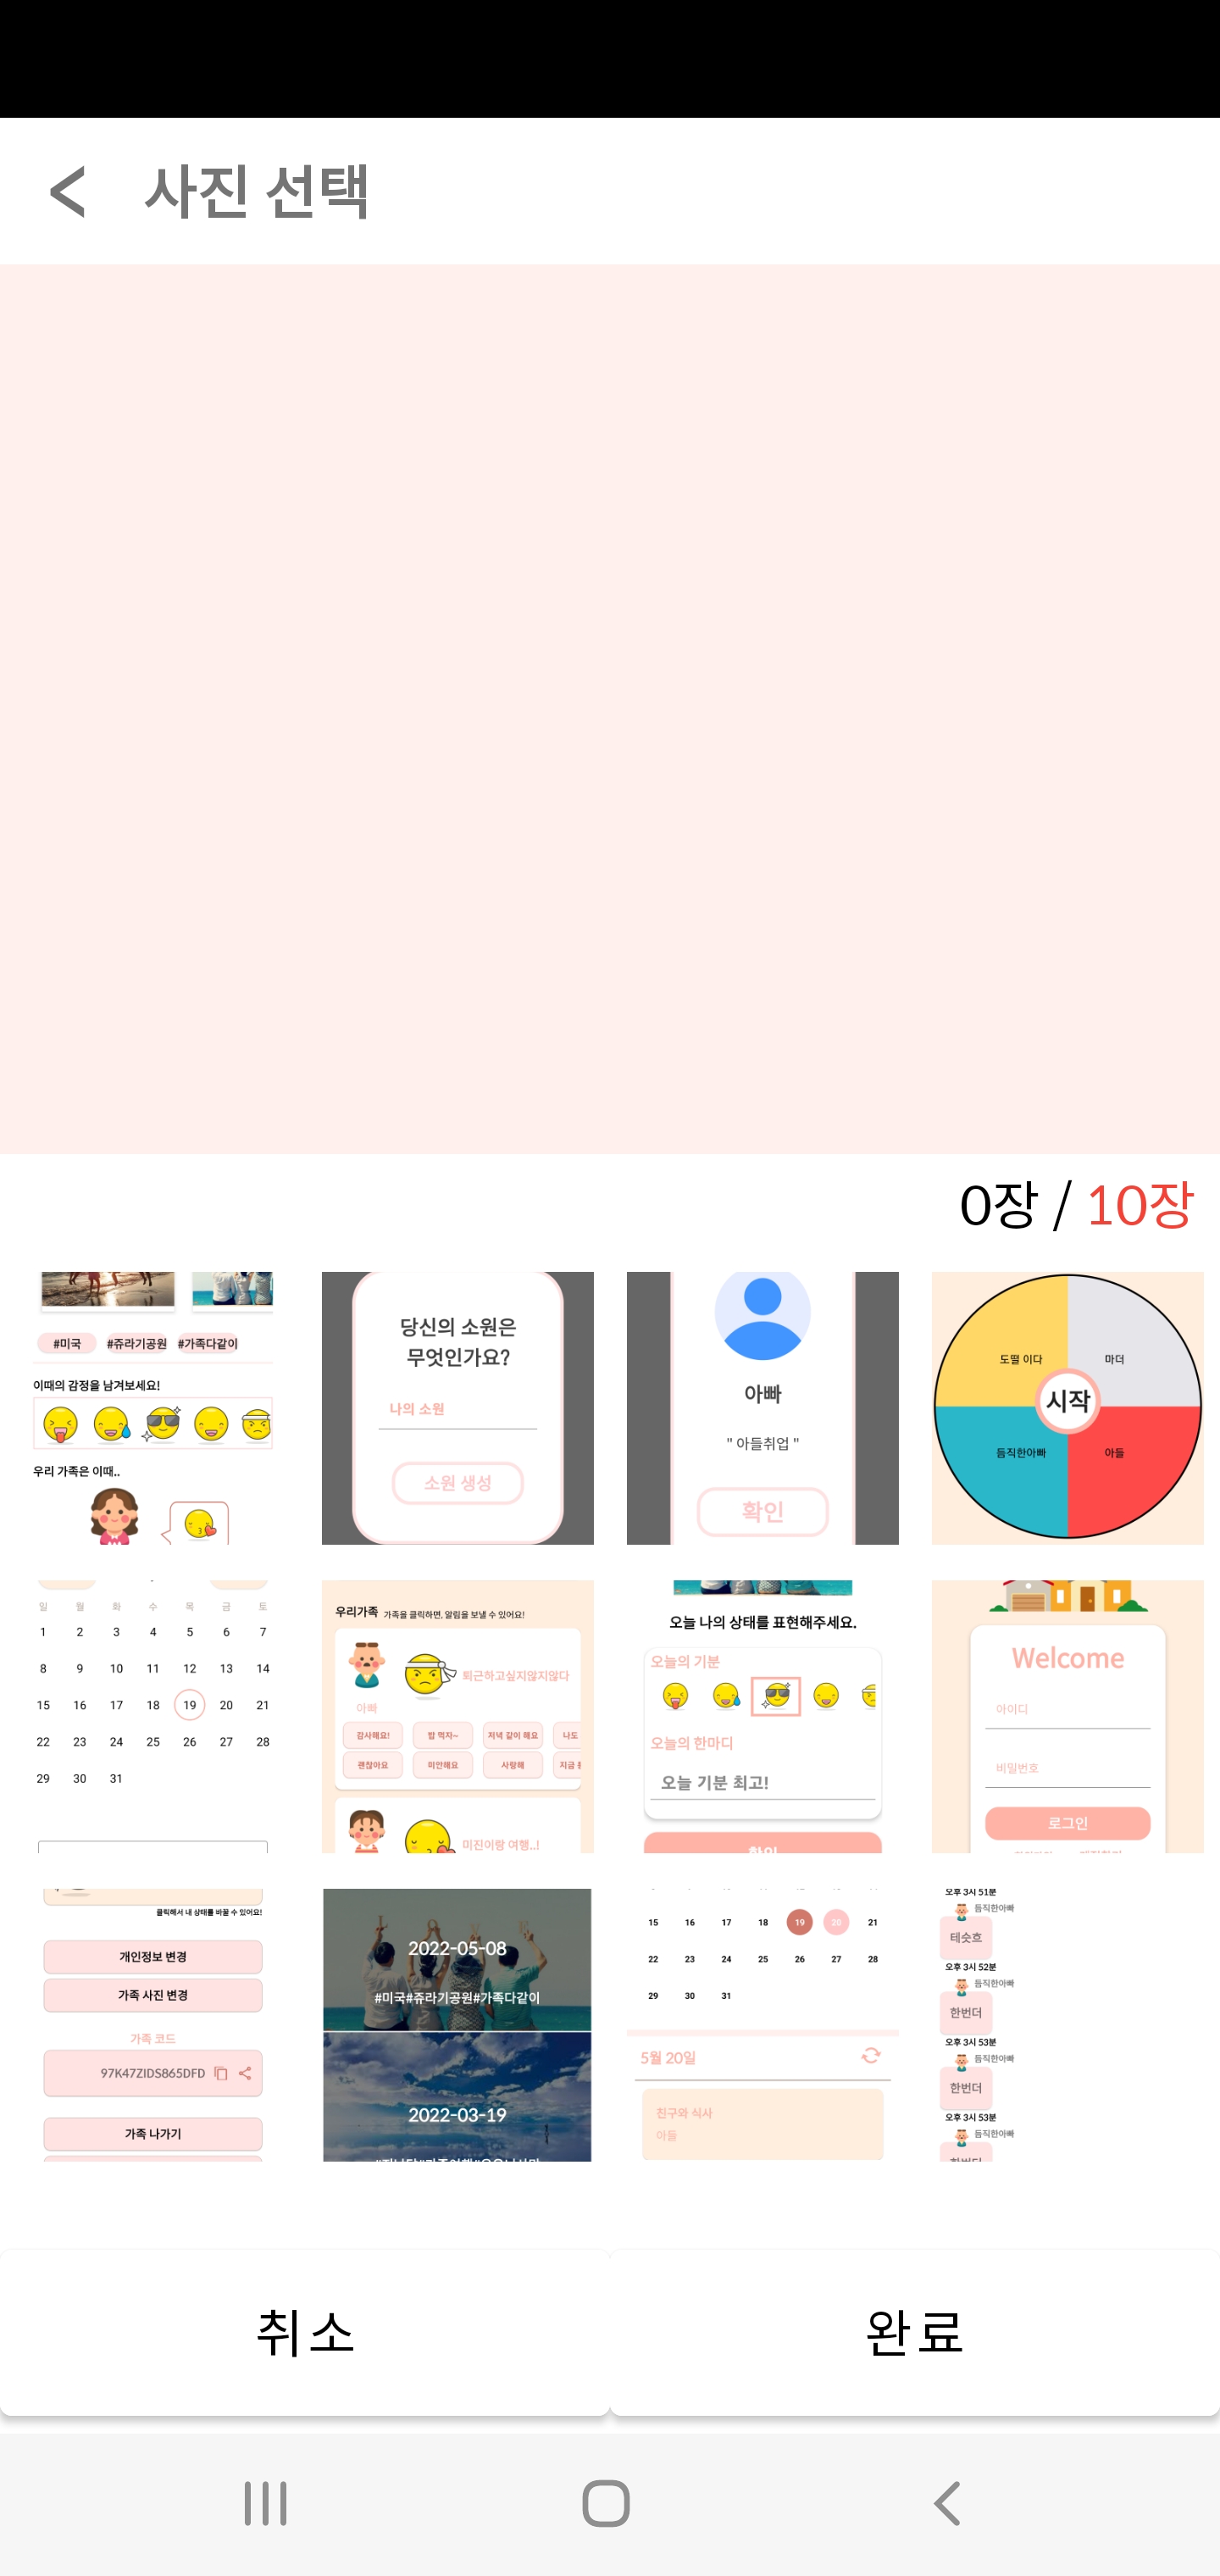 사진 선택
0장 / 10장
#미국 #쥬라기공원 #가족다같이
이때의 감정을 남겨보세요!
우리 가족은 이때..
당신의 소원은
무엇인가요?
나의 소원
소원 생성
아빠
" 아들취업 "
확인
도떨 이다 마더
시작
듬직한아빠 아들
일 월 화 수 목 금 토
1 2 3 4 5 6 7
8 9 10 11 12 13 14
15 16 17 18 19 20 21
22 23 24 25 26 27 28
29 30 31
우리가족 가족을 클릭하면, 알림을 보낼 수 있어요!
퇴근하고싶지않지않다
아빠
감사해요! 밥 먹자~ 저녁 같이 해요 나도
괜찮아요 미안해요 사랑해 지금
미진이랑 여행..!
오늘 나의 상태를 표현해주세요.
오늘의 기분
오늘의 한마디
오늘 기분 최고!
확인
Welcome
아이디
비밀번호
로그인
클릭해서 내 상태를 바꿀 수 있어요!
개인정보 변경
가족 사진 변경
가족 코드
97K47ZIDS865DFD
가족 나가기
2022-05-08
#미국#쥬라기공원#가족다같이
2022-03-19
15 16 17 18 19 20 21
22 23 24 25 26 27 28
29 30 31
5월 20일
친구와 식사
아들
오후 3시 51분
듬직한아빠
테슷흐
오후 3시 52분
듬직한아빠
한번더
오후 3시 53분
듬직한아빠
한번더
오후 3시 53분
듬직한아빠
한번더
취소 완료